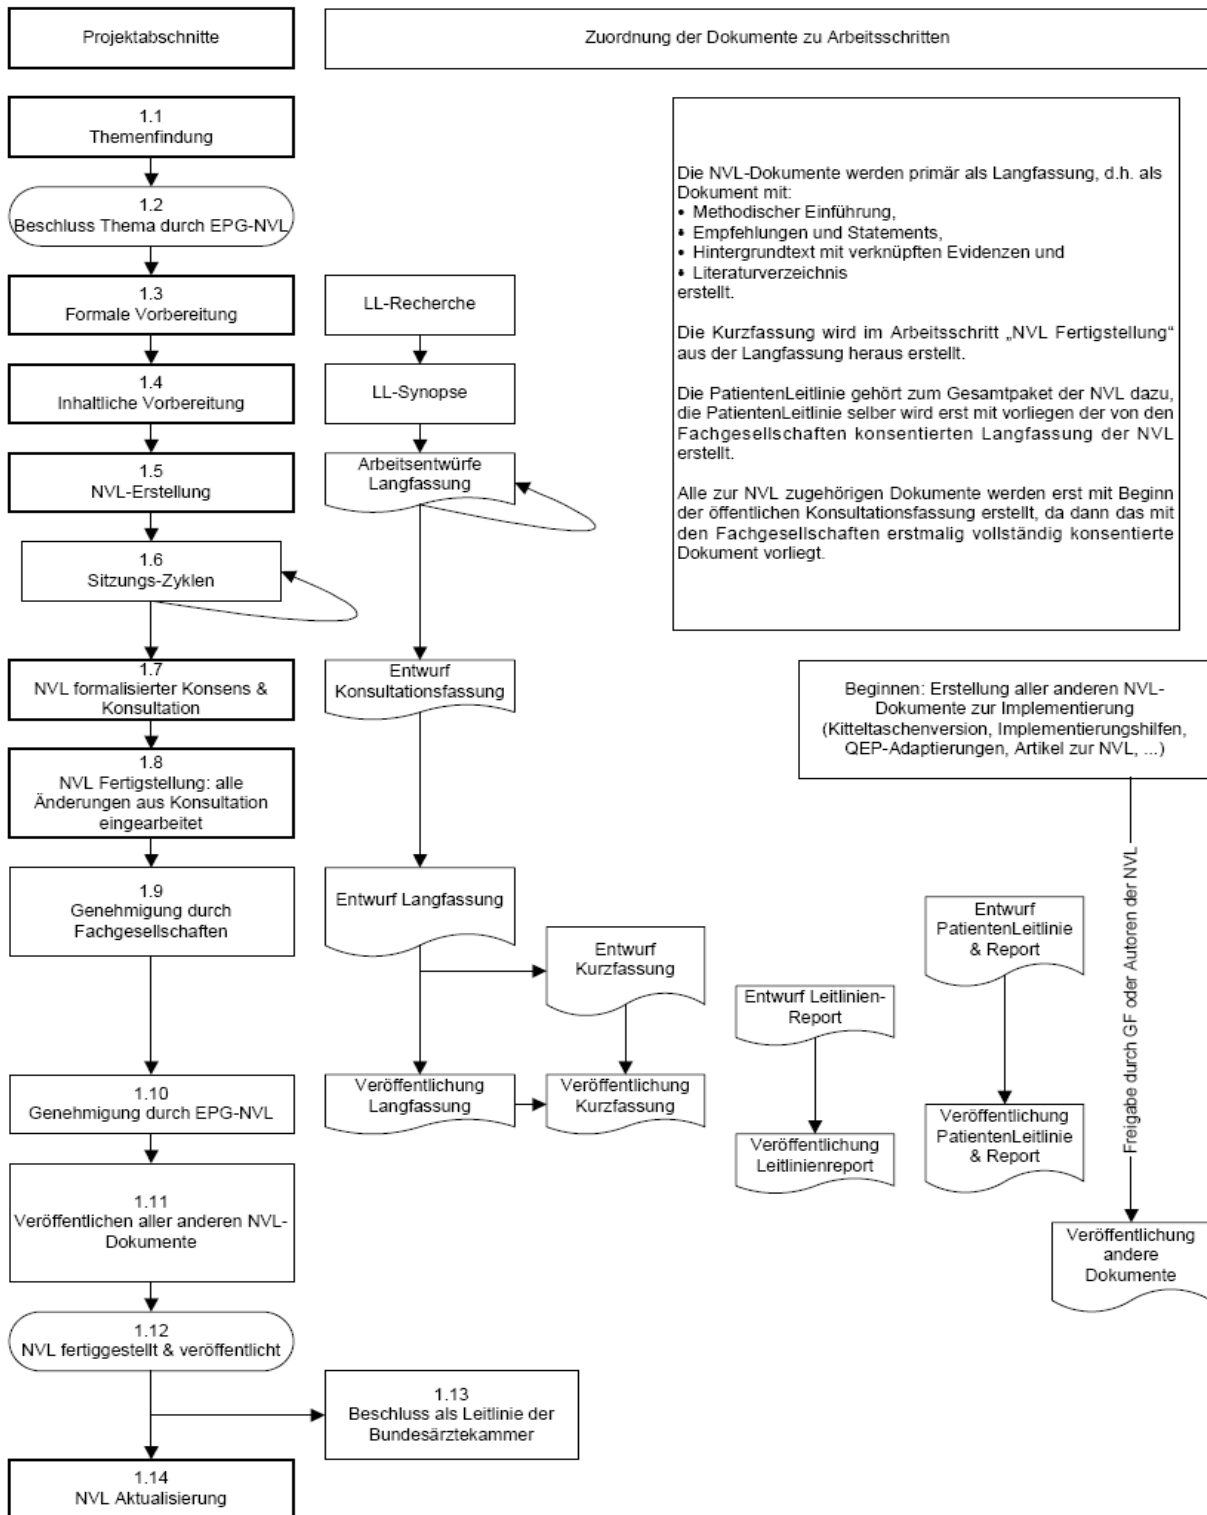 Projektabschnitte
Zuordnung der Dokumente zu Arbeitsschritten
1.1
Themenfindung
1.2
Beschluss Thema durch EPG-NVL
1.3
Formale Vorbereitung
1.4
Inhaltliche Vorbereitung
1.5
NVL-Erstellung
1.6
Sitzungs-Zyklen
1.7
NVL formalisierter Konsens &
Konsultation
1.8
NVL Fertigstellung: alle
Änderungen aus Konsultation
eingearbeitet
1.9
Genehmigung durch
Fachgesellschaften
1.10
Genehmigung durch EPG-NVL
1.11
Veröffentlichen aller anderen NVL-
Dokumente
1.12
NVL fertiggestellt & veröffentlicht
1.13
Beschluss als Leitlinie der
Bundesärztekammer
1.14
NVL Aktualisierung
LL-Recherche
LL-Synopse
Arbeitsentwürfe
Langfassung
Entwurf
Konsultationsfassung
Entwurf Langfassung
Entwurf
Kurzfassung
Veröffentlichung
Langfassung
Veröffentlichung
Kurzfassung
Entwurf Leitlinien-
Report
Veröffentlichung
Leitlinienreport
Entwurf
PatientenLeitlinie
& Report
Veröffentlichung
PatientenLeitlinie
& Report
Die NVL-Dokumente werden primär als Langfassung, d.h. als
Dokument mit:
• Methodischer Einführung,
• Empfehlungen und Statements,
• Hintergrundtext mit verknüpften Evidenzen und
• Literaturverzeichnis
erstellt.
Die Kurzfassung wird im Arbeitsschritt „NVL Fertigstellung“
aus der Langfassung heraus erstellt.
Die PatientenLeitlinie gehört zum Gesamtpaket der NVL dazu,
die PatientenLeitlinie selber wird erst mit vorliegen der von den
Fachgesellschaften konsentierten Langfassung der NVL
erstellt.
Alle zur NVL zugehörigen Dokumente werden erst mit Beginn
der öffentlichen Konsultationsfassung erstellt, da dann das mit
den Fachgesellschaften erstmalig vollständig konsentierte
Dokument vorliegt.
Beginnen: Erstellung aller anderen NVL-
Dokumente zur Implementierung
(Kitteltaschenversion, Implementierungshilfen,
QEP-Adaptierungen, Artikel zur NVL, ...)
Freigabe durch GF oder Autoren der NVL
Veröffentlichung
andere
Dokumente